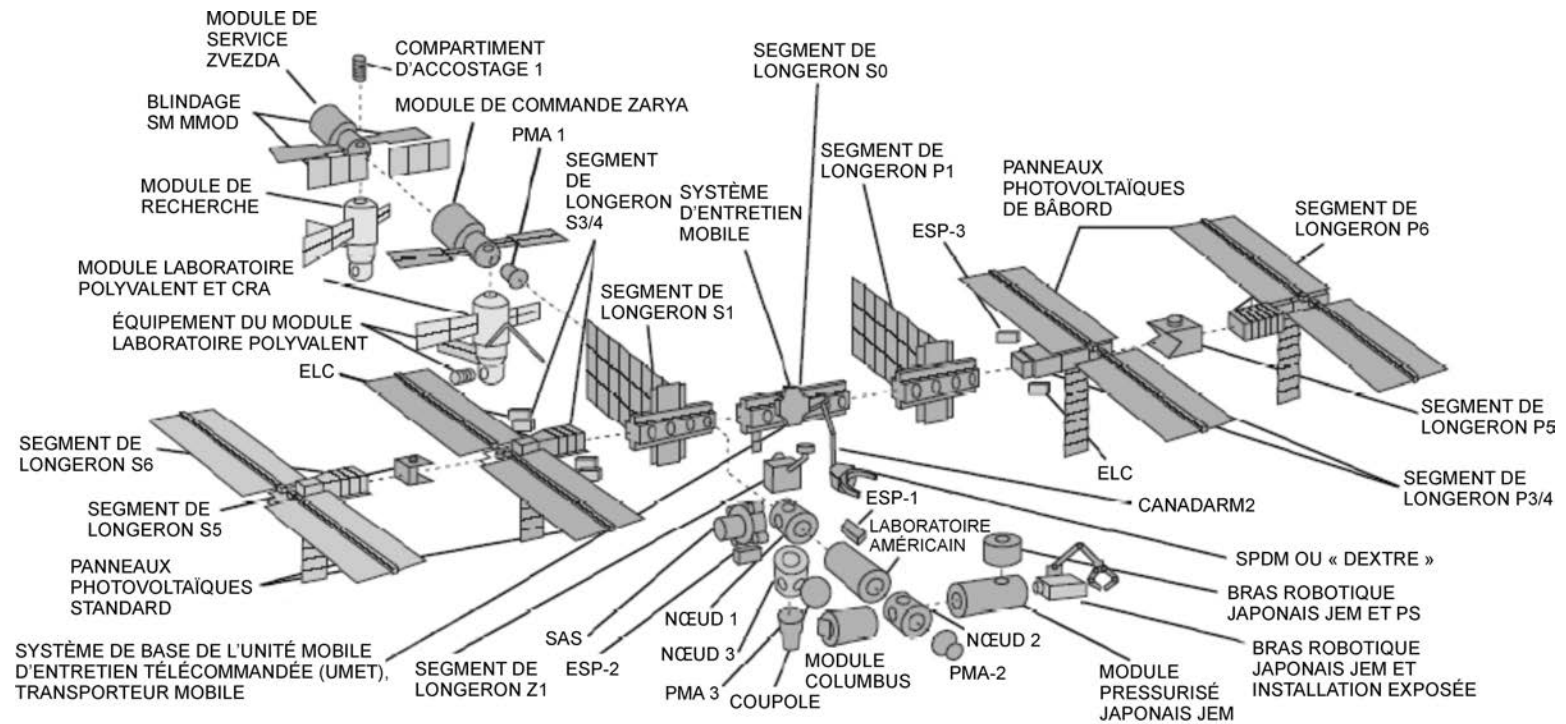 MODULE DE
SERVICE
ZVEZDA
COMPARTIMENT
D'ACCOSTAGE 1
BLINDAGE
SM MMOD
MODULE DE COMMANDE ZARYA
PMA 1
MODULE DE
RECHERCHE
SEGMENT
DE
LONGERON
S3/4
SEGMENT DE
LONGERON S0
SYSTÈME
D'ENTRETIEN
MOBILE
SEGMENT DE
LONGERON P1
PANNEAUX
PHOTOVOLTAÏQUES
DE BÂBORD
ESP-3
SEGMENT DE
LONGERON P6
MODULE LABORATOIRE
POLYVALENT ET CRA
ÉQUIPEMENT DU MODULE
LABORATOIRE POLYVALENT
SEGMENT DE
LONGERON S1
ELC
SEGMENT DE
LONGERON S6
SEGMENT DE
LONGERON S5
PANNEAUX
PHOTOVOLTAÏQUES
STANDARD
SEGMENT DE
LONGERON P5
ELC
SEGMENT DE
LONGERON P3/4
CANADARM2
ESP-1
LABORATOIRE
AMÉRICAIN
SPDM OU « DEXTRE »
BRAS ROBOTIQUE
JAPONAIS JEM ET PS
BRAS ROBOTIQUE
JAPONAIS JEM ET
INSTALLATION EXPOSÉE
SYSTÈME DE BASE DE L'UNITÉ MOBILE
D'ENTRETIEN TÉLÉCOMMANDÉE (UMET),
TRANSPORTEUR MOBILE
SEGMENT DE
LONGERON Z1
SAS
ESP-2
NŒUD 1
NŒUD 3
PMA 3
COUPOLE
MODULE
COLUMBUS
NŒUD 2
PMA-2
MODULE
PRESSURISÉ
JAPONAIS JEM